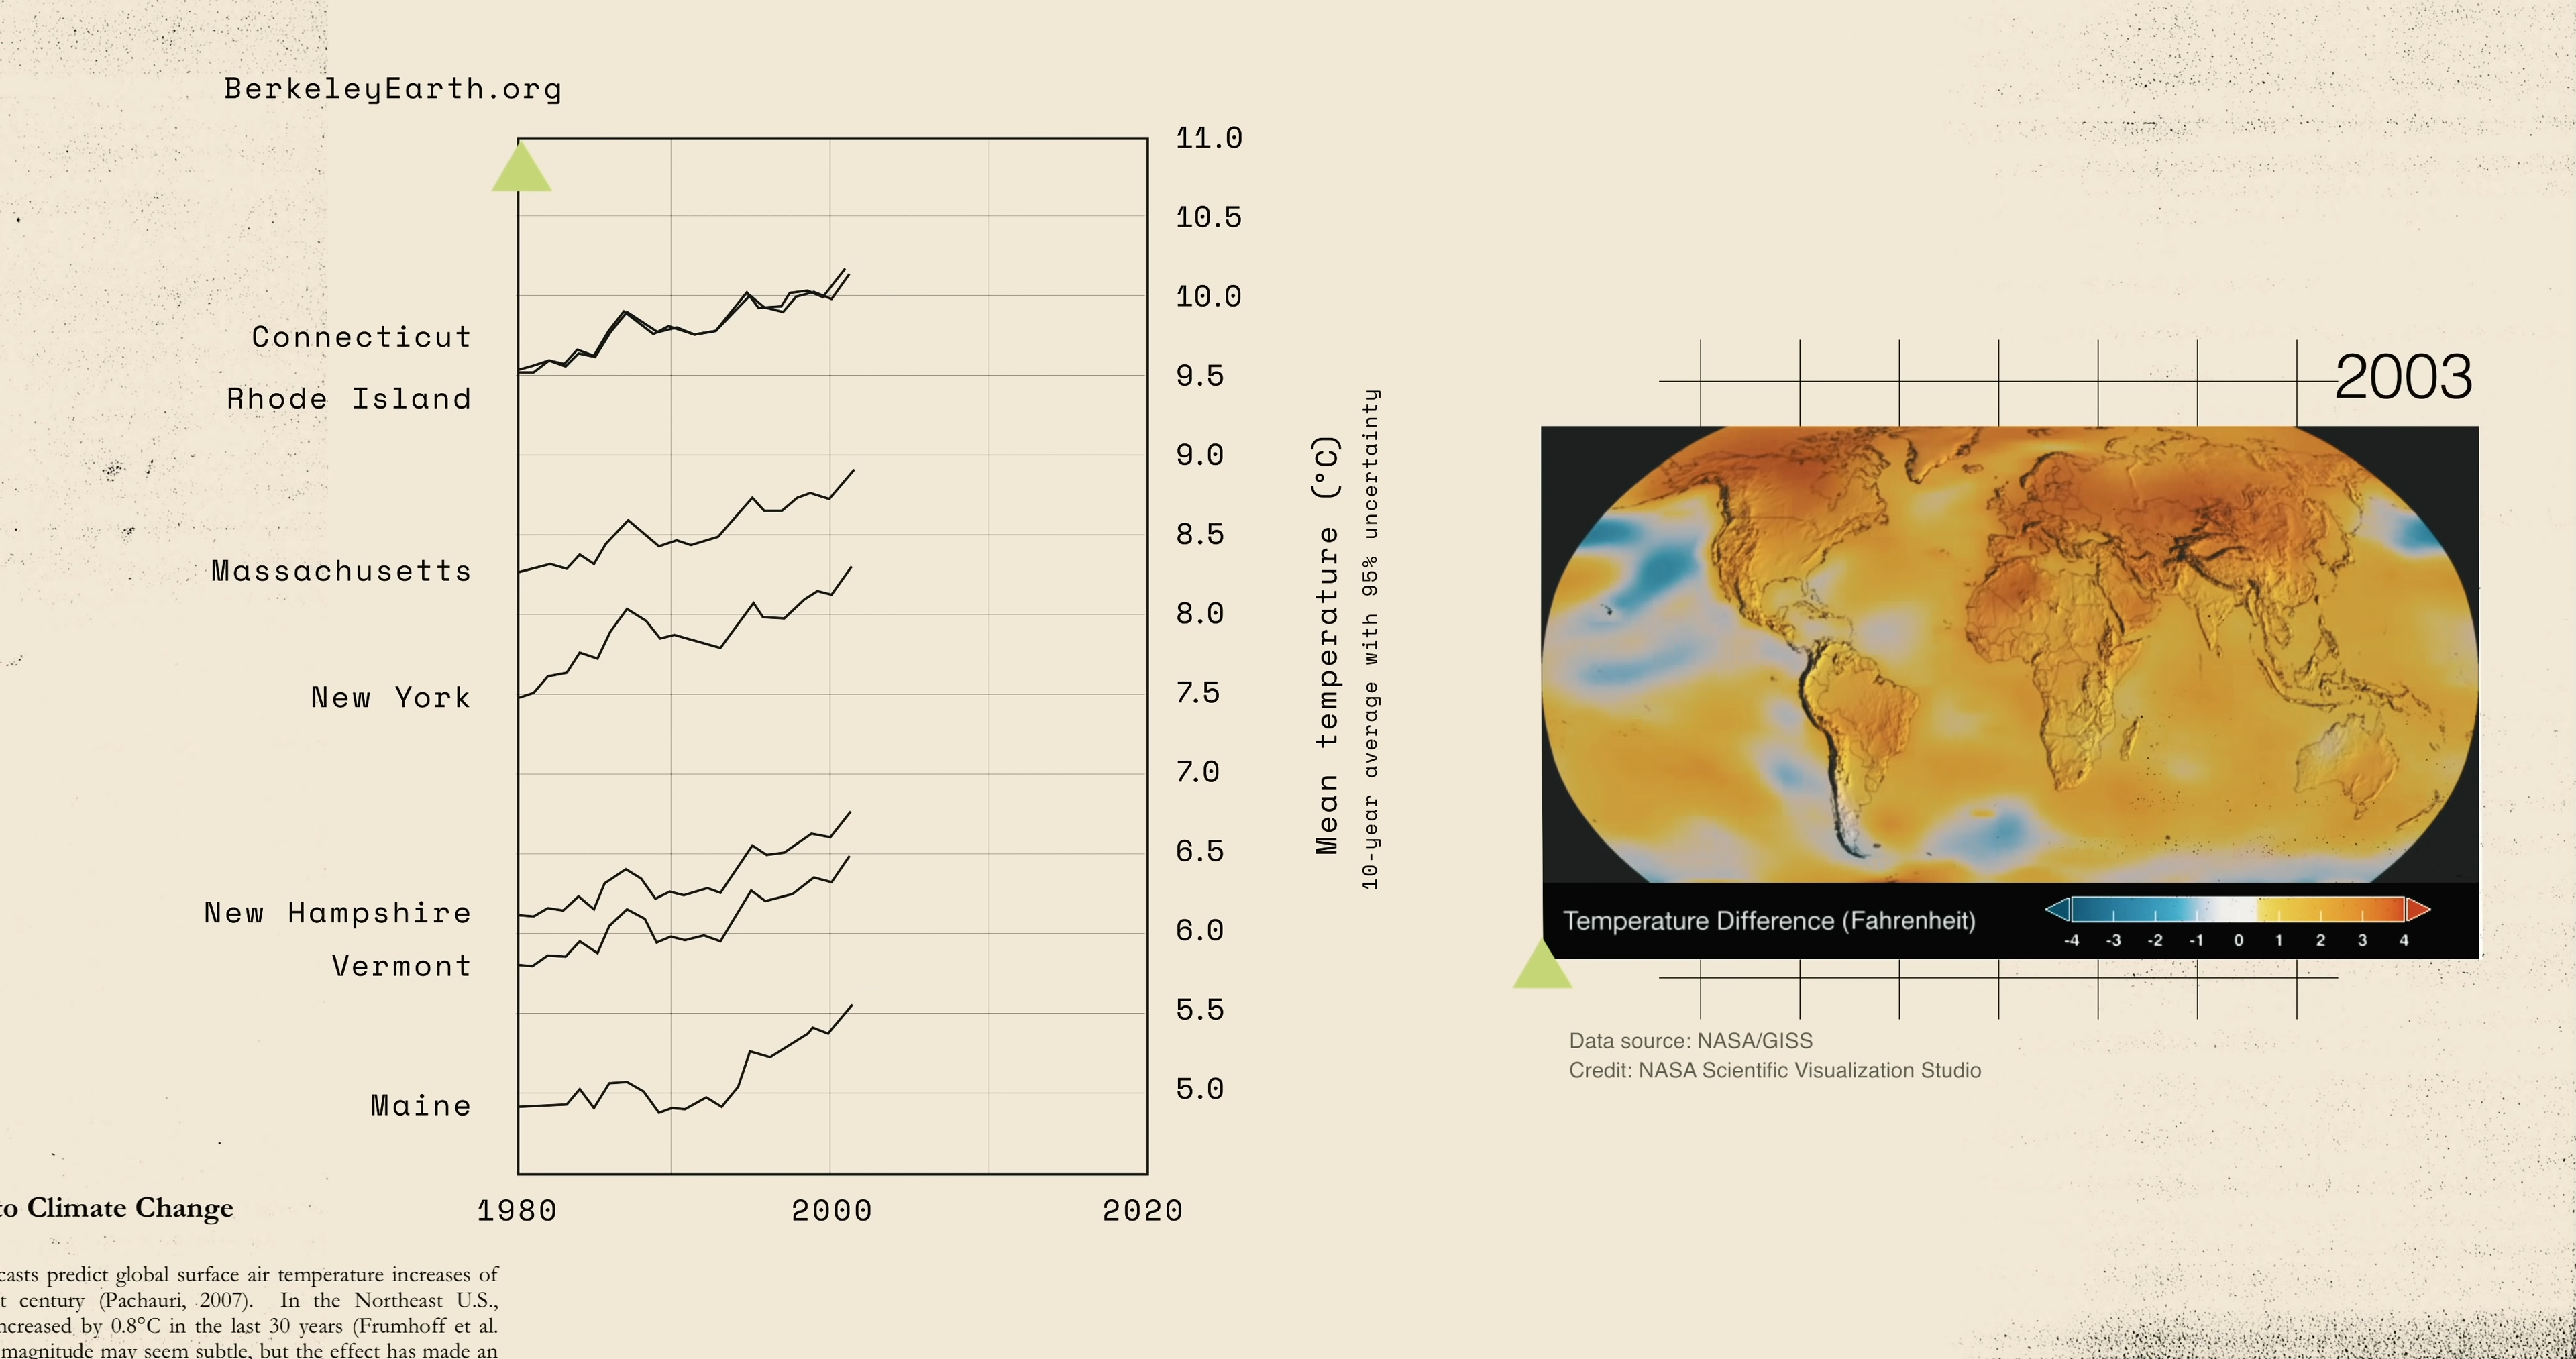 BerkeleyEarth.org
11.0
10.5
10.0
9.5
9.0
8.5
8.0
7.5
7.0
6.5
6.0
5.5
5.0
Connecticut
Rhode Island
Massachusetts
New York
New Hampshire
Vermont
Maine
1980 2000 2020
Mean temperature (°C)
10-year average with 95% uncertainty
2003
Temperature Difference (Fahrenheit)
-4 -3 -2 -1 0 1 2 3 4
Data source: NASA/GISS
Credit: NASA Scientific Visualization Studio
to Climate Change
casts predict global surface air temperature increases of
t century (Pachauri, 2007). In the Northeast U.S.,
ncreased by 0.8°C in the last 30 years (Frumhoff et al.
magnitude may seem subtle, but the effect has made an